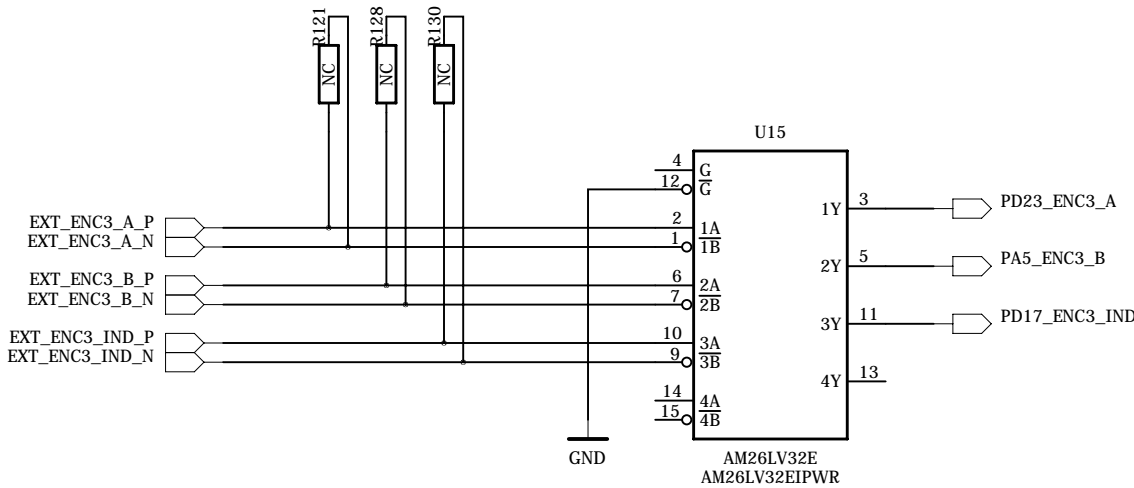 R121
R128
R130
NC
NC
NC
U15
4
G
12
G
EXT_ENC3_A_P
2
1A
1Y
3
PD23_ENC3_A
EXT_ENC3_A_N
1
1B
EXT_ENC3_B_P
6
2A
2Y
5
PA5_ENC3_B
EXT_ENC3_B_N
7
2B
EXT_ENC3_IND_P
10
3A
3Y
11
PD17_ENC3_IND
EXT_ENC3_IND_N
9
3B
4Y
13
14
4A
15
4B
GND
AM26LV32E
AM26LV32EIPWR